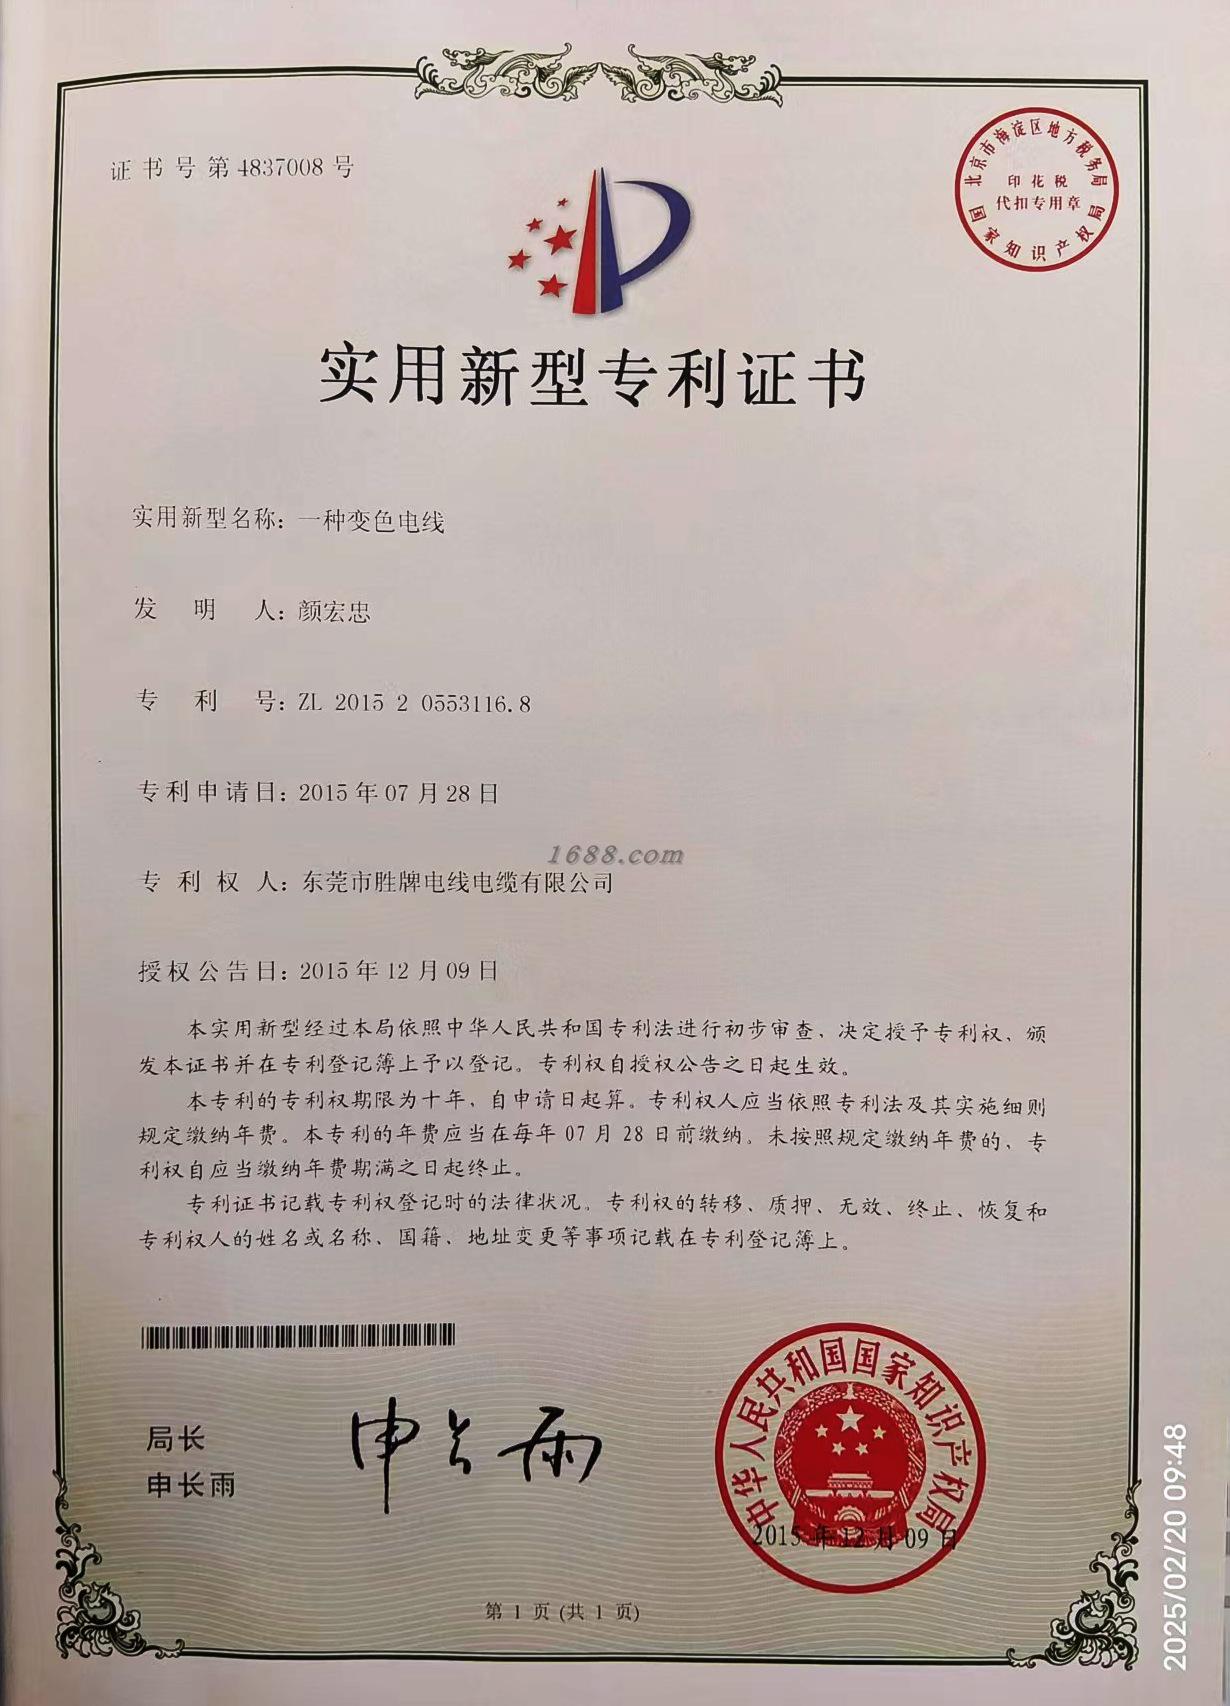 证书号第4837008号
北京市海淀区地方税务局
印花税
代扣专用章
国家知识产权局
实用新型专利证书
实用新型名称：一种变色电线
发明人：颜宏忠
专利号：ZL 2015 2 0553116.8
专利申请日：2015年07月28日
1688.com
专利权人：东莞市胜牌电线电缆有限公司
授权公告日：2015年12月09日
本实用新型经过本局依照中华人民共和国专利法进行初步审查，决定授予专利权，颁
发本证书并在专利登记簿上予以登记。专利权自授权公告之日起生效。
本专利的专利权期限为十年，自申请日起算。专利权人应当依照专利法及其实施细则
规定缴纳年费。本专利的年费应当在每年07月28日前缴纳。未按照规定缴纳年费的，专
利权自应当缴纳年费期满之日起终止。
专利证书记载专利权登记时的法律状况。专利权的转移、质押、无效、终止、恢复和
专利权人的姓名或名称、国籍、地址变更等事项记载在专利登记簿上。
局长
申长雨
申长雨
中华人民共和国国家知识产权局
2015年12月09日
第1页(共1页)
2025/02/20 09:48